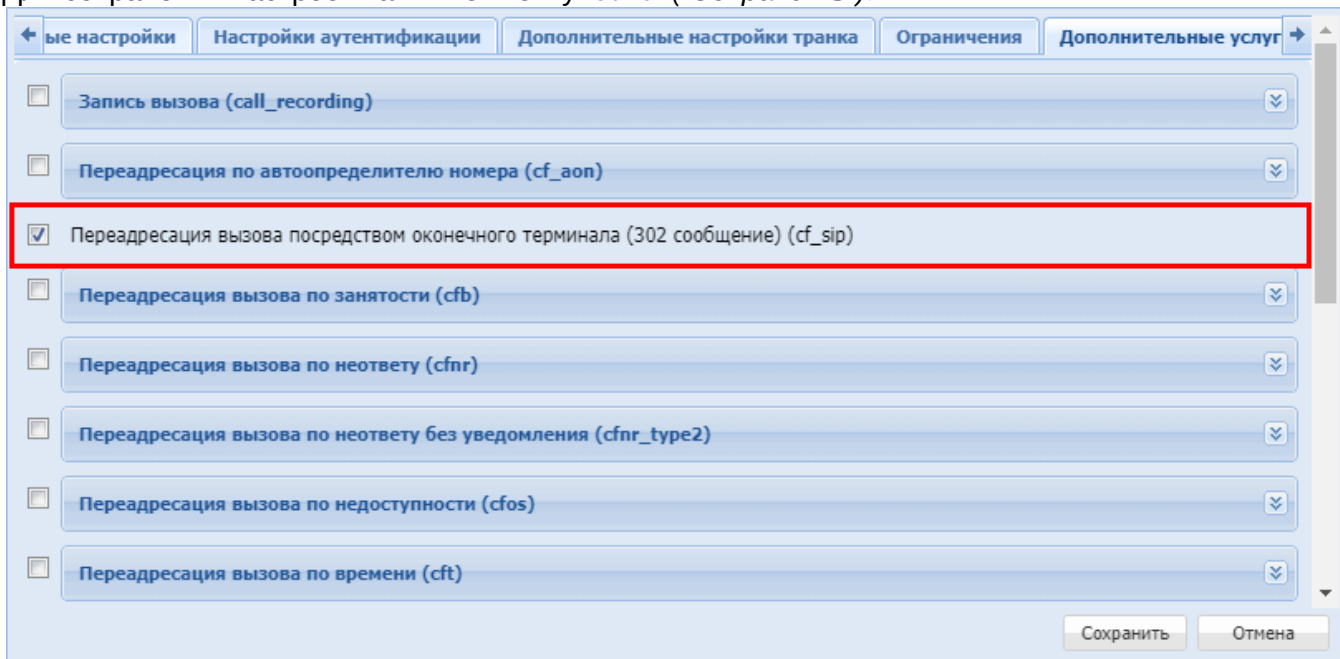 ые настройки Настройки аутентификации Дополнительные настройки транка Ограничения Дополнительные услуг
Запись вызова (call_recording)
Переадресация по автоопределителю номера (cf_aon)
Переадресация вызова посредством оконечного терминала (302 сообщение) (cf_sip)
Переадресация вызова по занятости (cfb)
Переадресация вызова по неответу (cfnr)
Переадресация вызова по неответу без уведомления (cfnr_type2)
Переадресация вызова по недоступности (cfos)
Переадресация вызова по времени (cft)
Сохранить Отмена